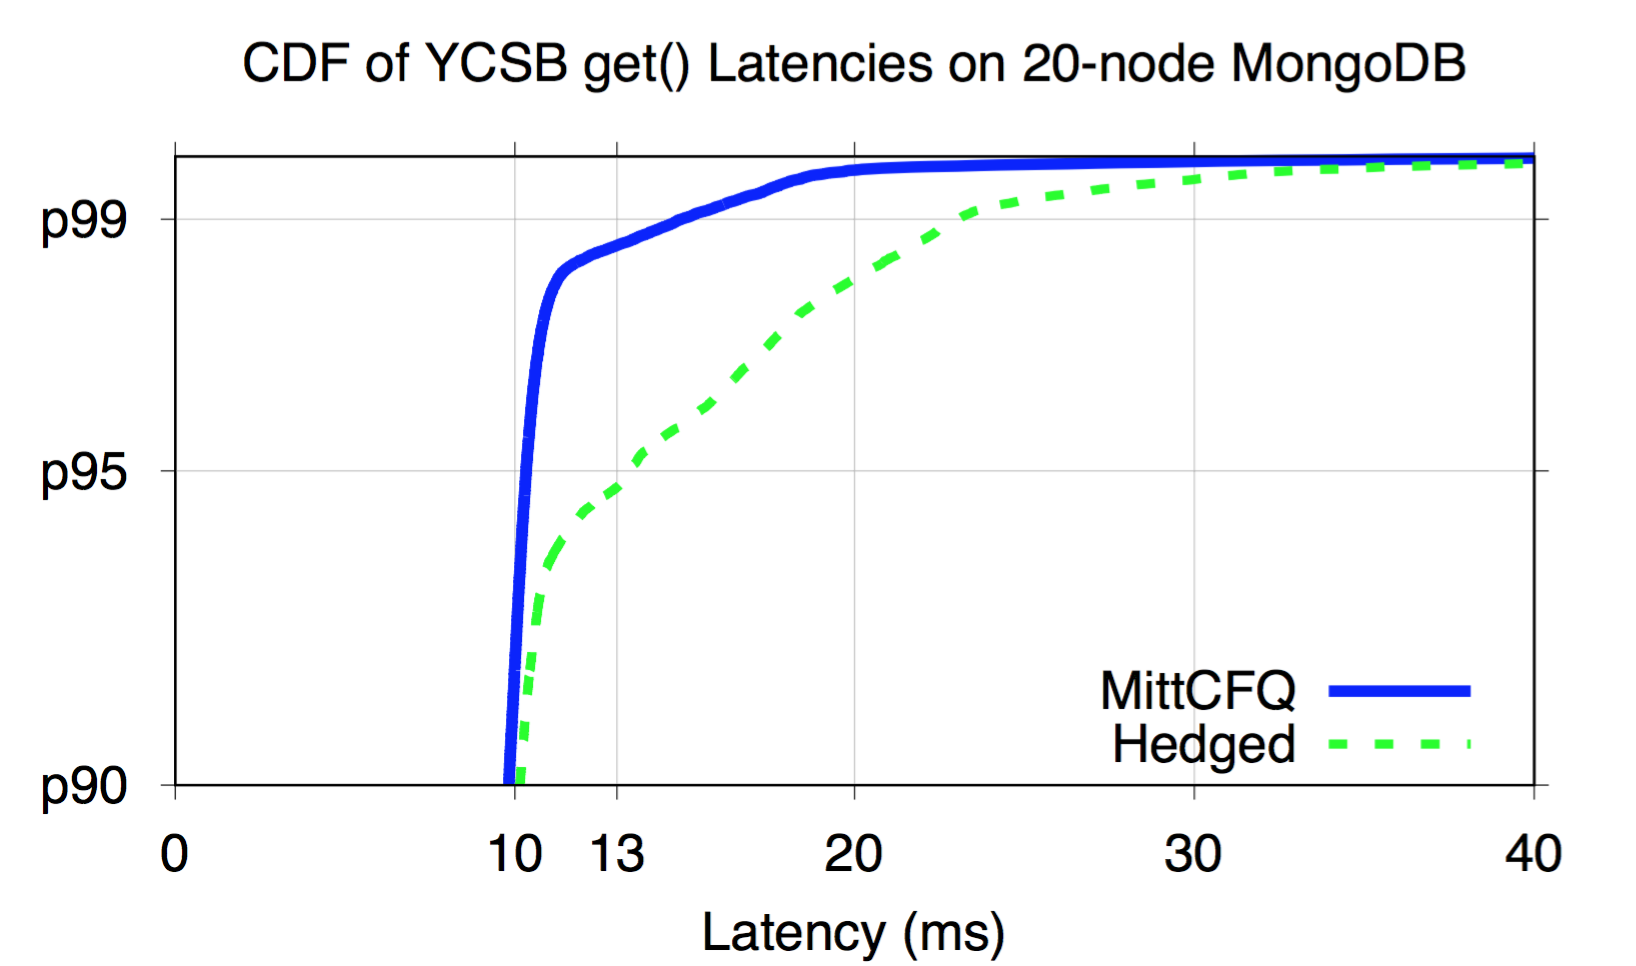 CDF of YCSB get() Latencies on 20-node MongoDB
p99
p95
p90
MittCFQ
Hedged
0 10 13 20 30 40
Latency (ms)